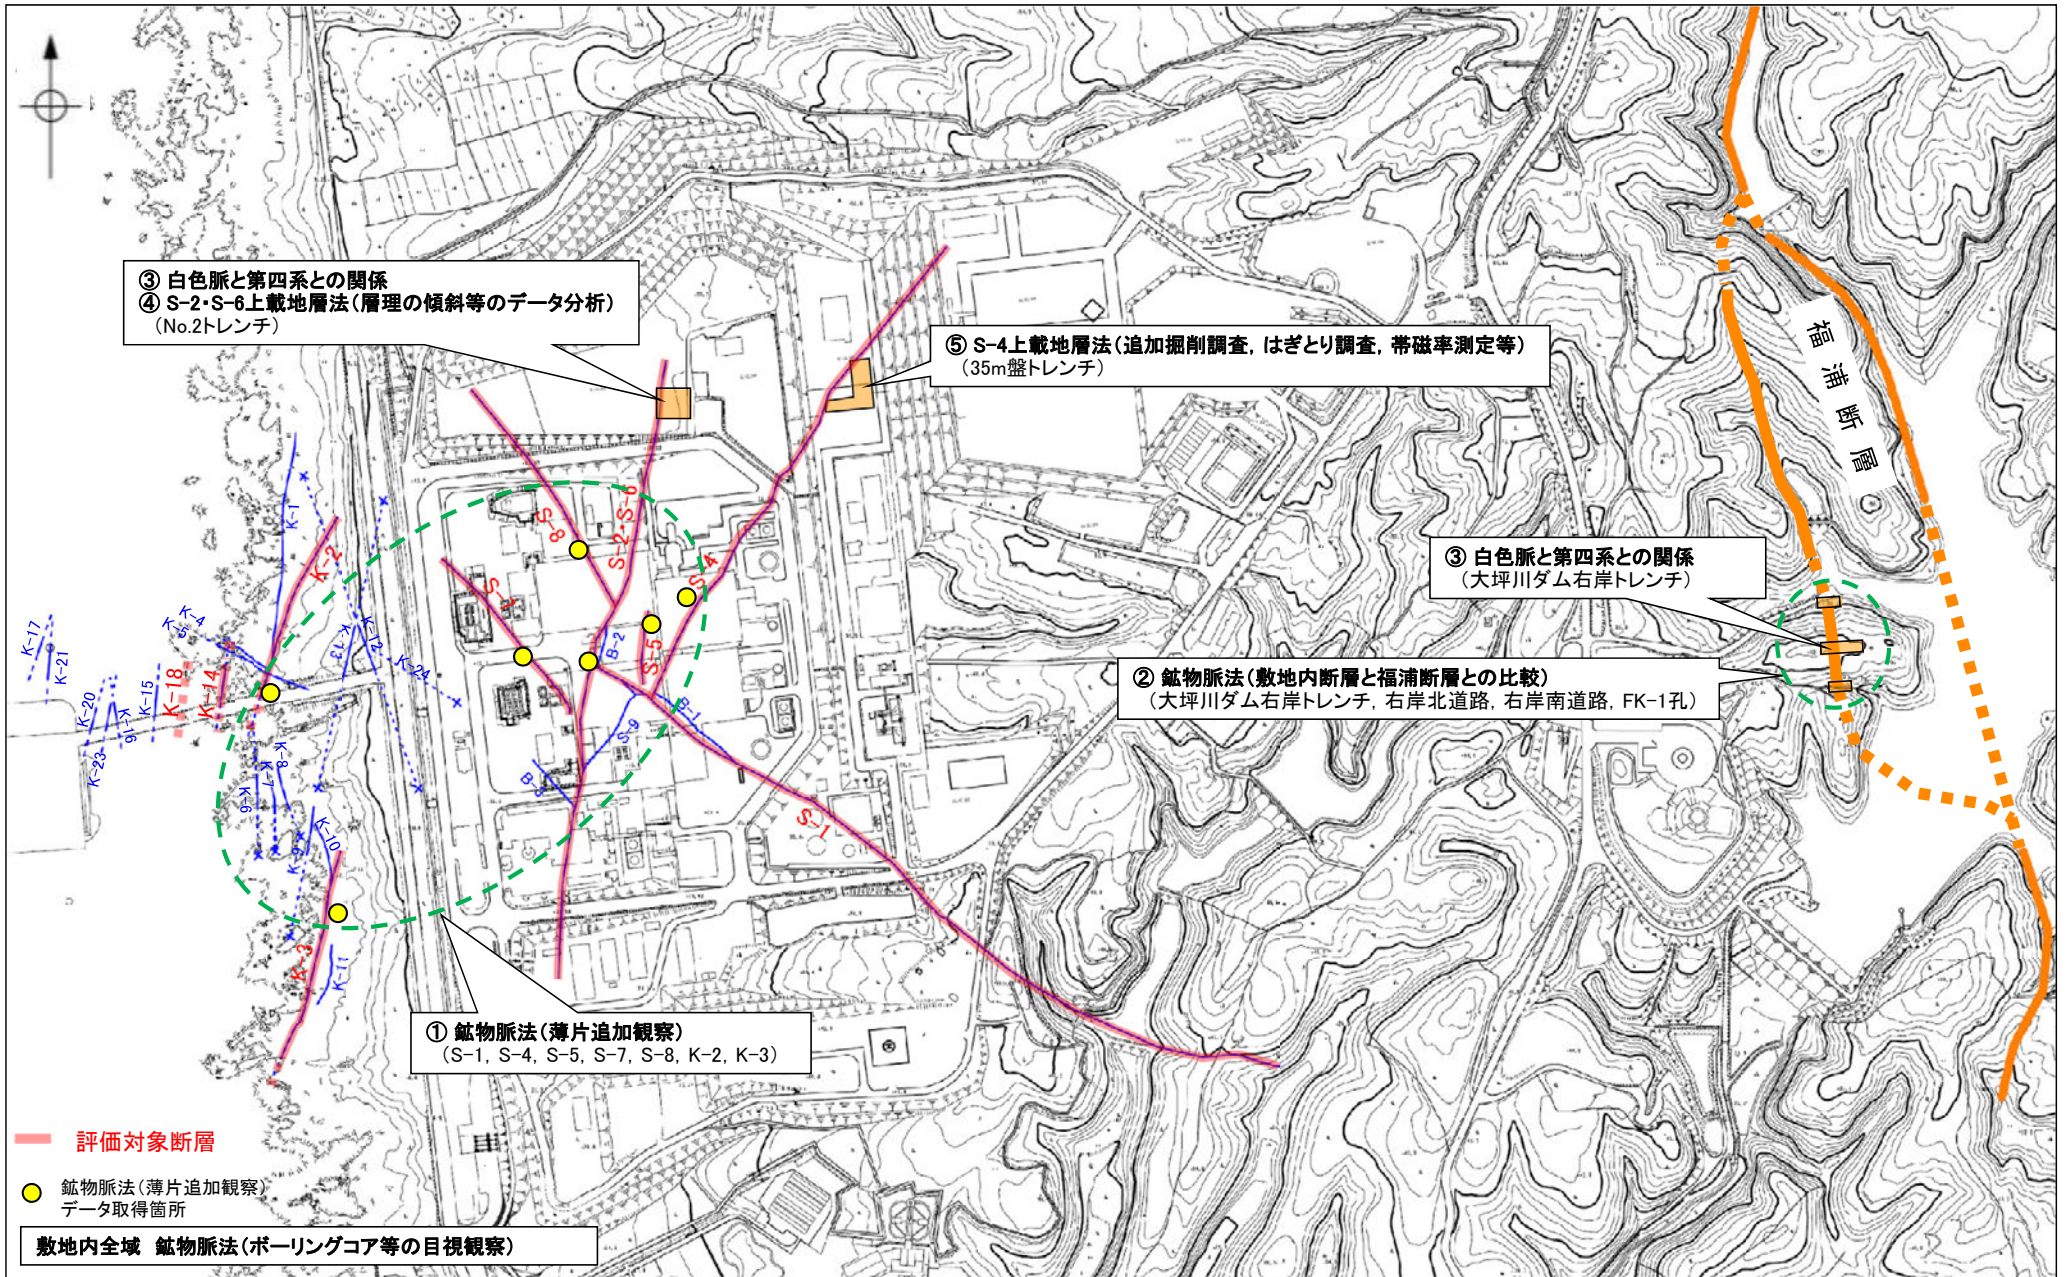 ③ 白色脈と第四系との関係
④ S-2・S-6上載地層法(層理の傾斜等のデータ分析)
(No.2トレンチ)
⑤ S-4上載地層法(追加掘削調査, はぎとり調査, 帯磁率測定等)
(35m盤トレンチ)
福浦断層
③ 白色脈と第四系との関係
(大坪川ダム右岸トレンチ)
② 鉱物脈法(敷地内断層と福浦断層との比較)
(大坪川ダム右岸トレンチ, 右岸北道路, 右岸南道路, FK-1孔)
K-1
K-2
S-8
S-2・S-6
S-4
S-7
K-4
K-5
K-17
K-21
K-13
K-12
K-24
B-2
S-5
K-18
K-14
K-15
K-20
K-16
K-23
B-1
S-9
K-8
K-7
K-6
S-1
K-10
K-9
K-3
K-11
① 鉱物脈法(薄片追加観察)
(S-1, S-4, S-5, S-7, S-8, K-2, K-3)
評価対象断層
鉱物脈法(薄片追加観察)
データ取得箇所
敷地内全域 鉱物脈法(ボーリングコア等の目視観察)